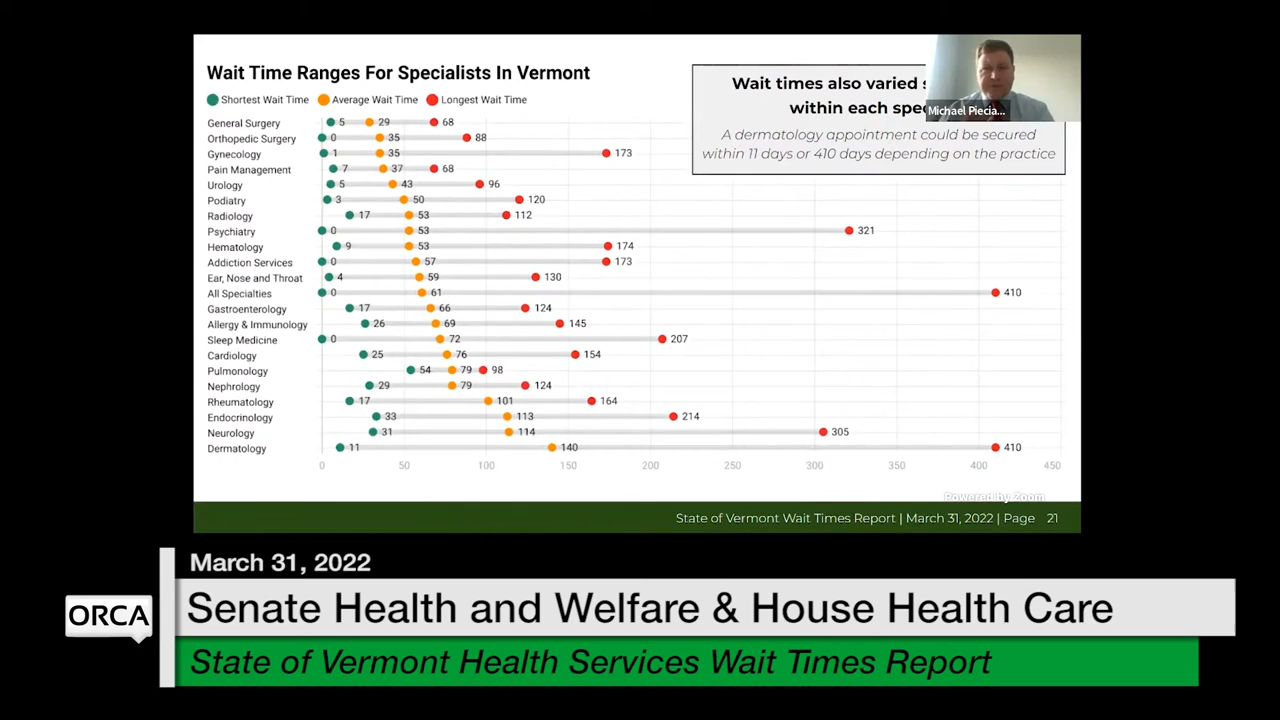 Wait Time Ranges For Specialists In Vermont
Shortest Wait Time Average Wait Time Longest Wait Time
Wait times also varied
within each
A dermatology appointment could be secured
within 11 days or 410 days depending on the practice
Michael Piecia...
General Surgery 5 29 68
Orthopedic Surgery 0 35 88
Gynecology 1 35 173
Pain Management 7 37 68
Urology 5 43 96
Podiatry 3 50 120
Radiology 17 53 112
Psychiatry 0 53 321
Hematology 9 53 174
Addiction Services 0 57 173
Ear, Nose and Throat 4 59 130
All Specialties 0 61 410
Gastroenterology 17 66 124
Allergy & Immunology 26 69 145
Sleep Medicine 0 72 207
Cardiology 25 76 154
Pulmonology 54 79 98
Nephrology 29 79 124
Rheumatology 17 101 164
Endocrinology 33 113 214
Neurology 31 114 305
Dermatology 11 140 410
0 50 100 150 200 250 300 350 400 450
Powered by Zoom
State of Vermont Wait Times Report | March 31, 2022 | Page 21
March 31, 2022
ORCA
Senate Health and Welfare & House Health Care
State of Vermont Health Services Wait Times Report